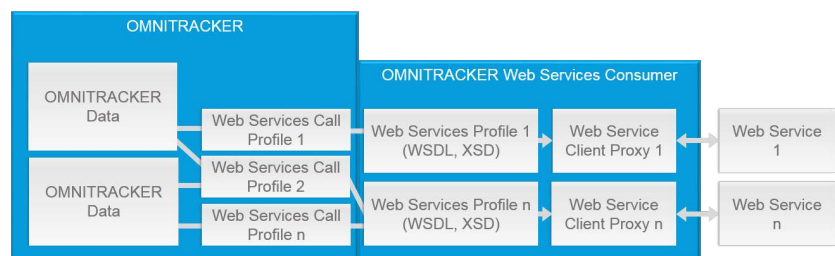 OMNITRACKER
OMNITRACKER Web Services Consumer
OMNITRACKER
Data
Web Services Call
Profile 1
Web Services Profile 1
(WSDL, XSD)
Web Service
Client Proxy 1
Web Service
1
Web Services Call
Profile 2
OMNITRACKER
Data
Web Services Call
Profile n
Web Services Profile n
(WSDL, XSD)
Web Service
Client Proxy n
Web Service
n